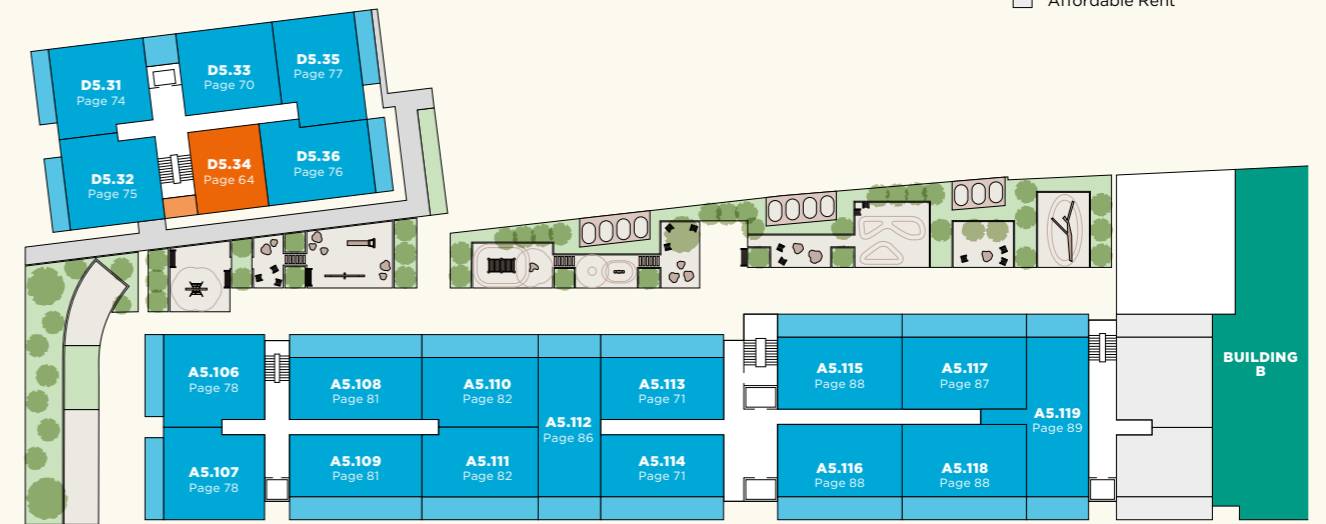 Affordable Rent
D5.31
Page 74
D5.33
Page 70
D5.35
Page 77
D5.32
Page 75
D5.34
Page 64
D5.36
Page 76
BUILDING
B
A5.106
Page 78
A5.108
Page 81
A5.110
Page 82
A5.112
Page 86
A5.113
Page 71
A5.115
Page 88
A5.117
Page 87
A5.119
Page 89
A5.107
Page 78
A5.109
Page 81
A5.111
Page 82
A5.114
Page 71
A5.116
Page 88
A5.118
Page 88